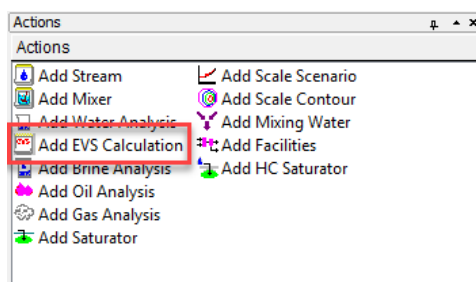 Actions
Actions
Add Stream
Add Mixer
Add Water Analysis
Add EVS Calculation
Add Brine Analysis
Add Oil Analysis
Add Gas Analysis
Add Saturator
Add Scale Scenario
Add Scale Contour
Add Mixing Water
Add Facilities
Add HC Saturator